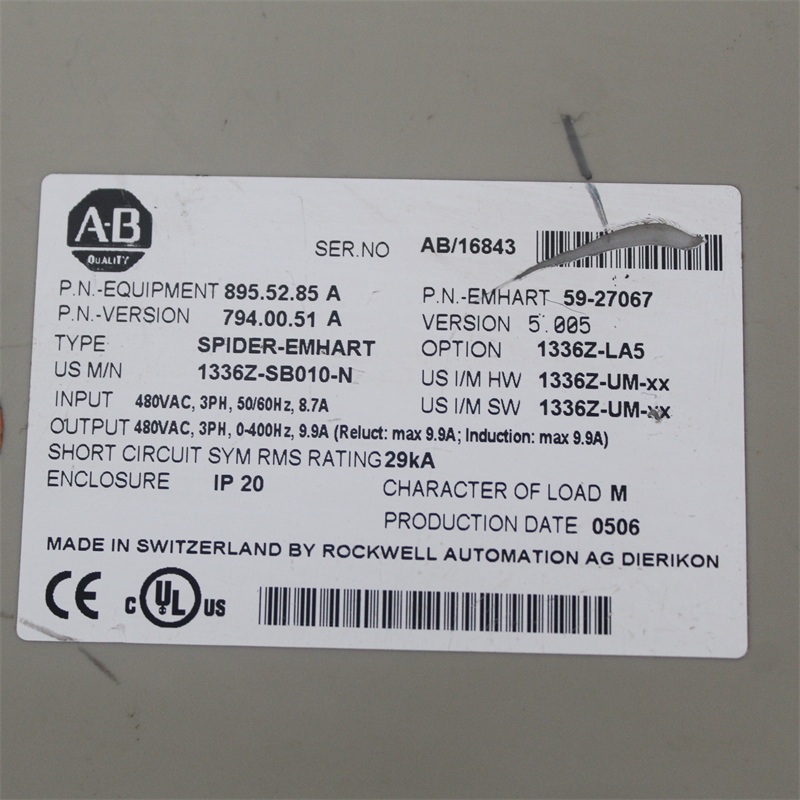 A-B
QUALITY
SER.NO AB/16843
P.N.-EQUIPMENT 895.52.85 A P.N.-EMHART 59-27067
P.N.-VERSION 794.00.51 A VERSION 5.005
TYPE SPIDER-EMHART OPTION 1336Z-LA5
US M/N 1336Z-SB010-N US I/M HW 1336Z-UM-xx
INPUT 480VAC, 3PH, 50/60Hz, 8.7A US I/M SW 1336Z-UM-xx
OUTPUT 480VAC, 3PH, 0-400Hz, 9.9A (Reluct: max 9.9A; Induction: max 9.9A)
SHORT CIRCUIT SYM RMS RATING 29kA
ENCLOSURE IP 20 CHARACTER OF LOAD M
PRODUCTION DATE 0506
MADE IN SWITZERLAND BY ROCKWELL AUTOMATION AG DIERIKON
CE c UL US